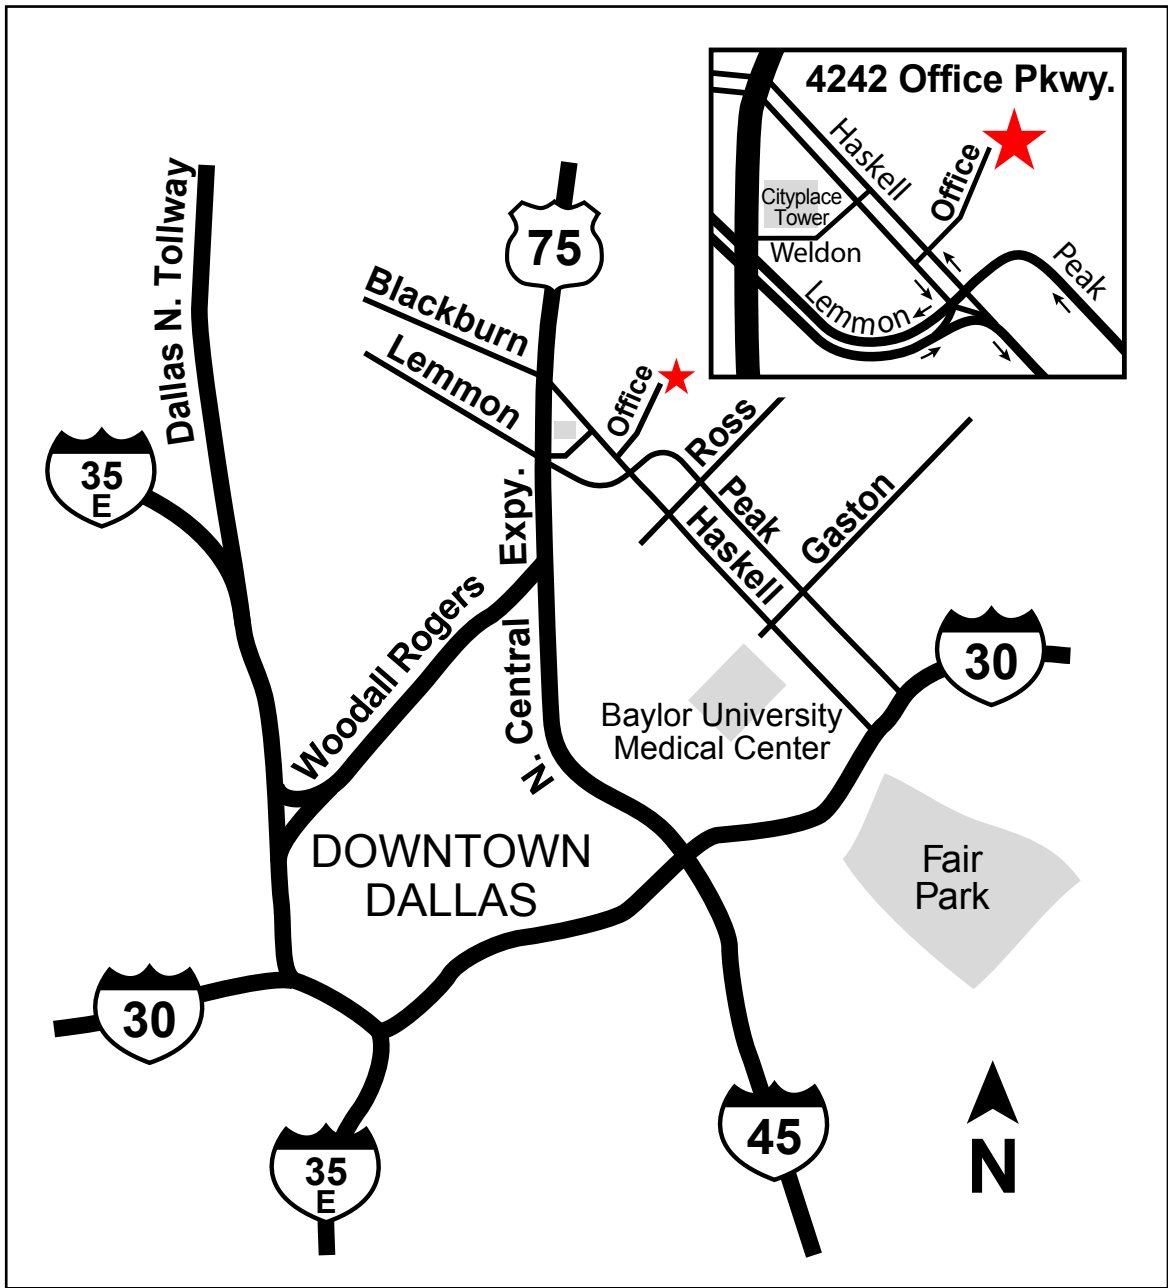 4242 Office Pkwy.
Haskell
Office
Cityplace
Tower
Weldon
Peak
Lemmon
Dallas N. Tollway
75
Blackburn
Lemmon
Office
Ross
Peak
Gaston
Haskell
35
E
N. Central Expy.
Woodall Rogers
30
Baylor University
Medical Center
DOWNTOWN
DALLAS
Fair
Park
30
45
35
E
N